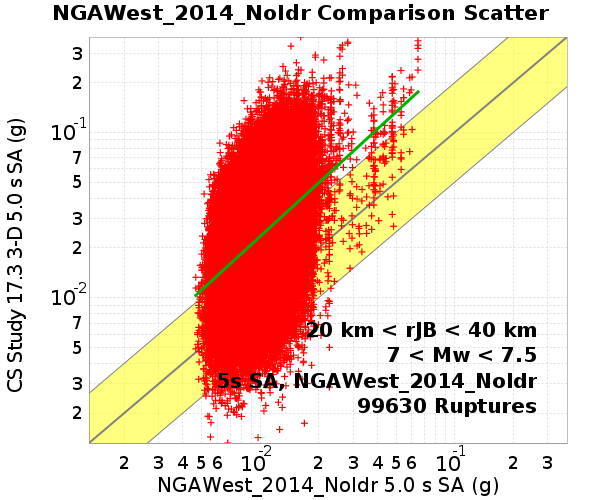 NGAWest_2014_NoIdr Comparison Scatter
CS Study 17.3 3-D 5.0 s SA (g)
3
2
10-1
7
5
3
2
10-2
7
5
3
2
20 km < rJB < 40 km
7 < Mw < 7.5
5s SA, NGAWest_2014_NoIdr
99630 Ruptures
2 3 4 5 6 10-2 2 3 4 5 6 10-1 2 3
NGAWest_2014_NoIdr 5.0 s SA (g)